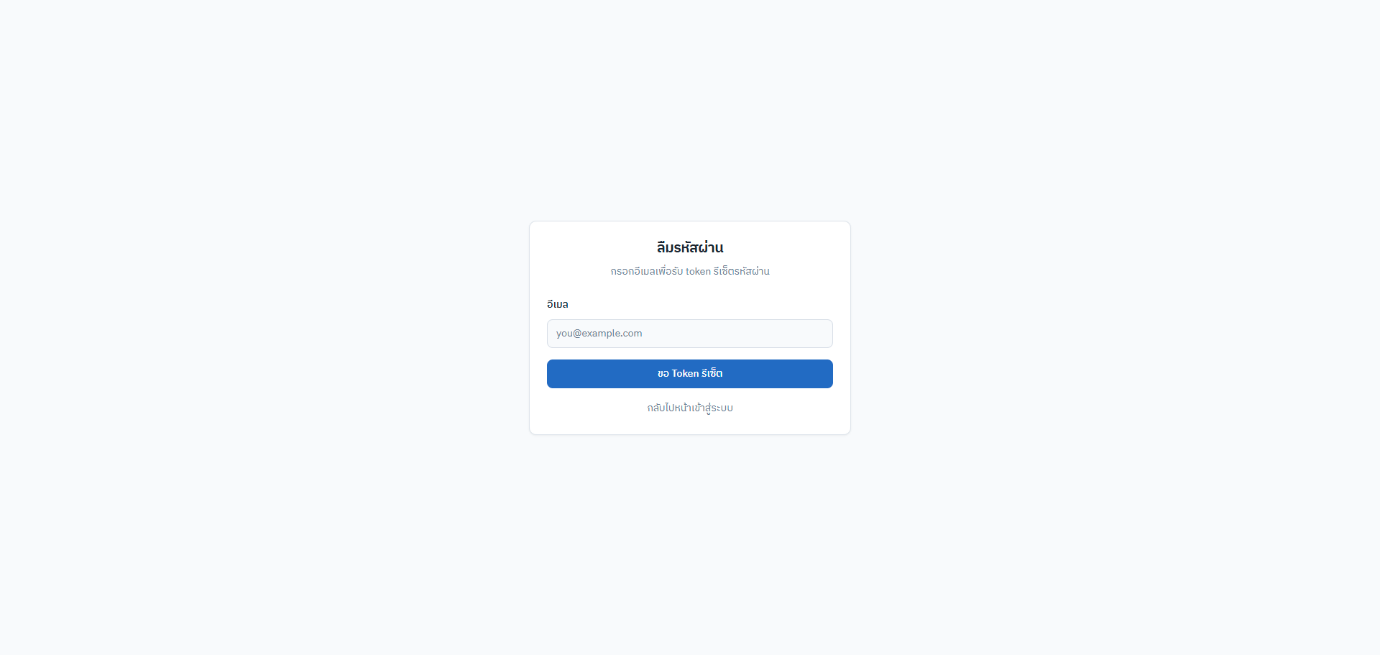 ลืมรหัสผ่าน
กรอกอีเมลเพื่อรับ token รีเซ็ตรหัสผ่าน
อีเมล
you@example.com
ขอ Token รีเซ็ต
กลับไปหน้าเข้าสู่ระบบ